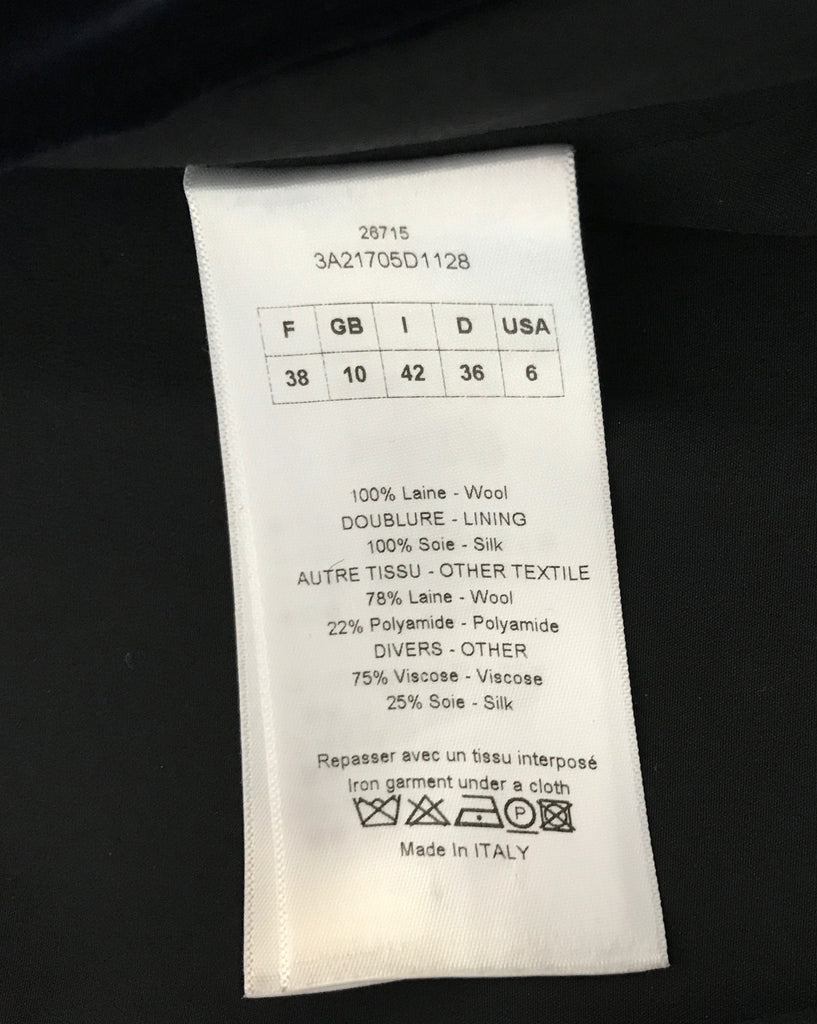 26715
3A21705D1128
F GB I D USA
38 10 42 36 6
100% Laine - Wool
DOUBLURE - LINING
100% Soie - Silk
AUTRE TISSU - OTHER TEXTILE
78% Laine - Wool
22% Polyamide - Polyamide
DIVERS - OTHER
75% Viscose - Viscose
25% Soie - Silk
Repasser avec un tissu interposé
Iron garment under a cloth
P
Made In ITALY